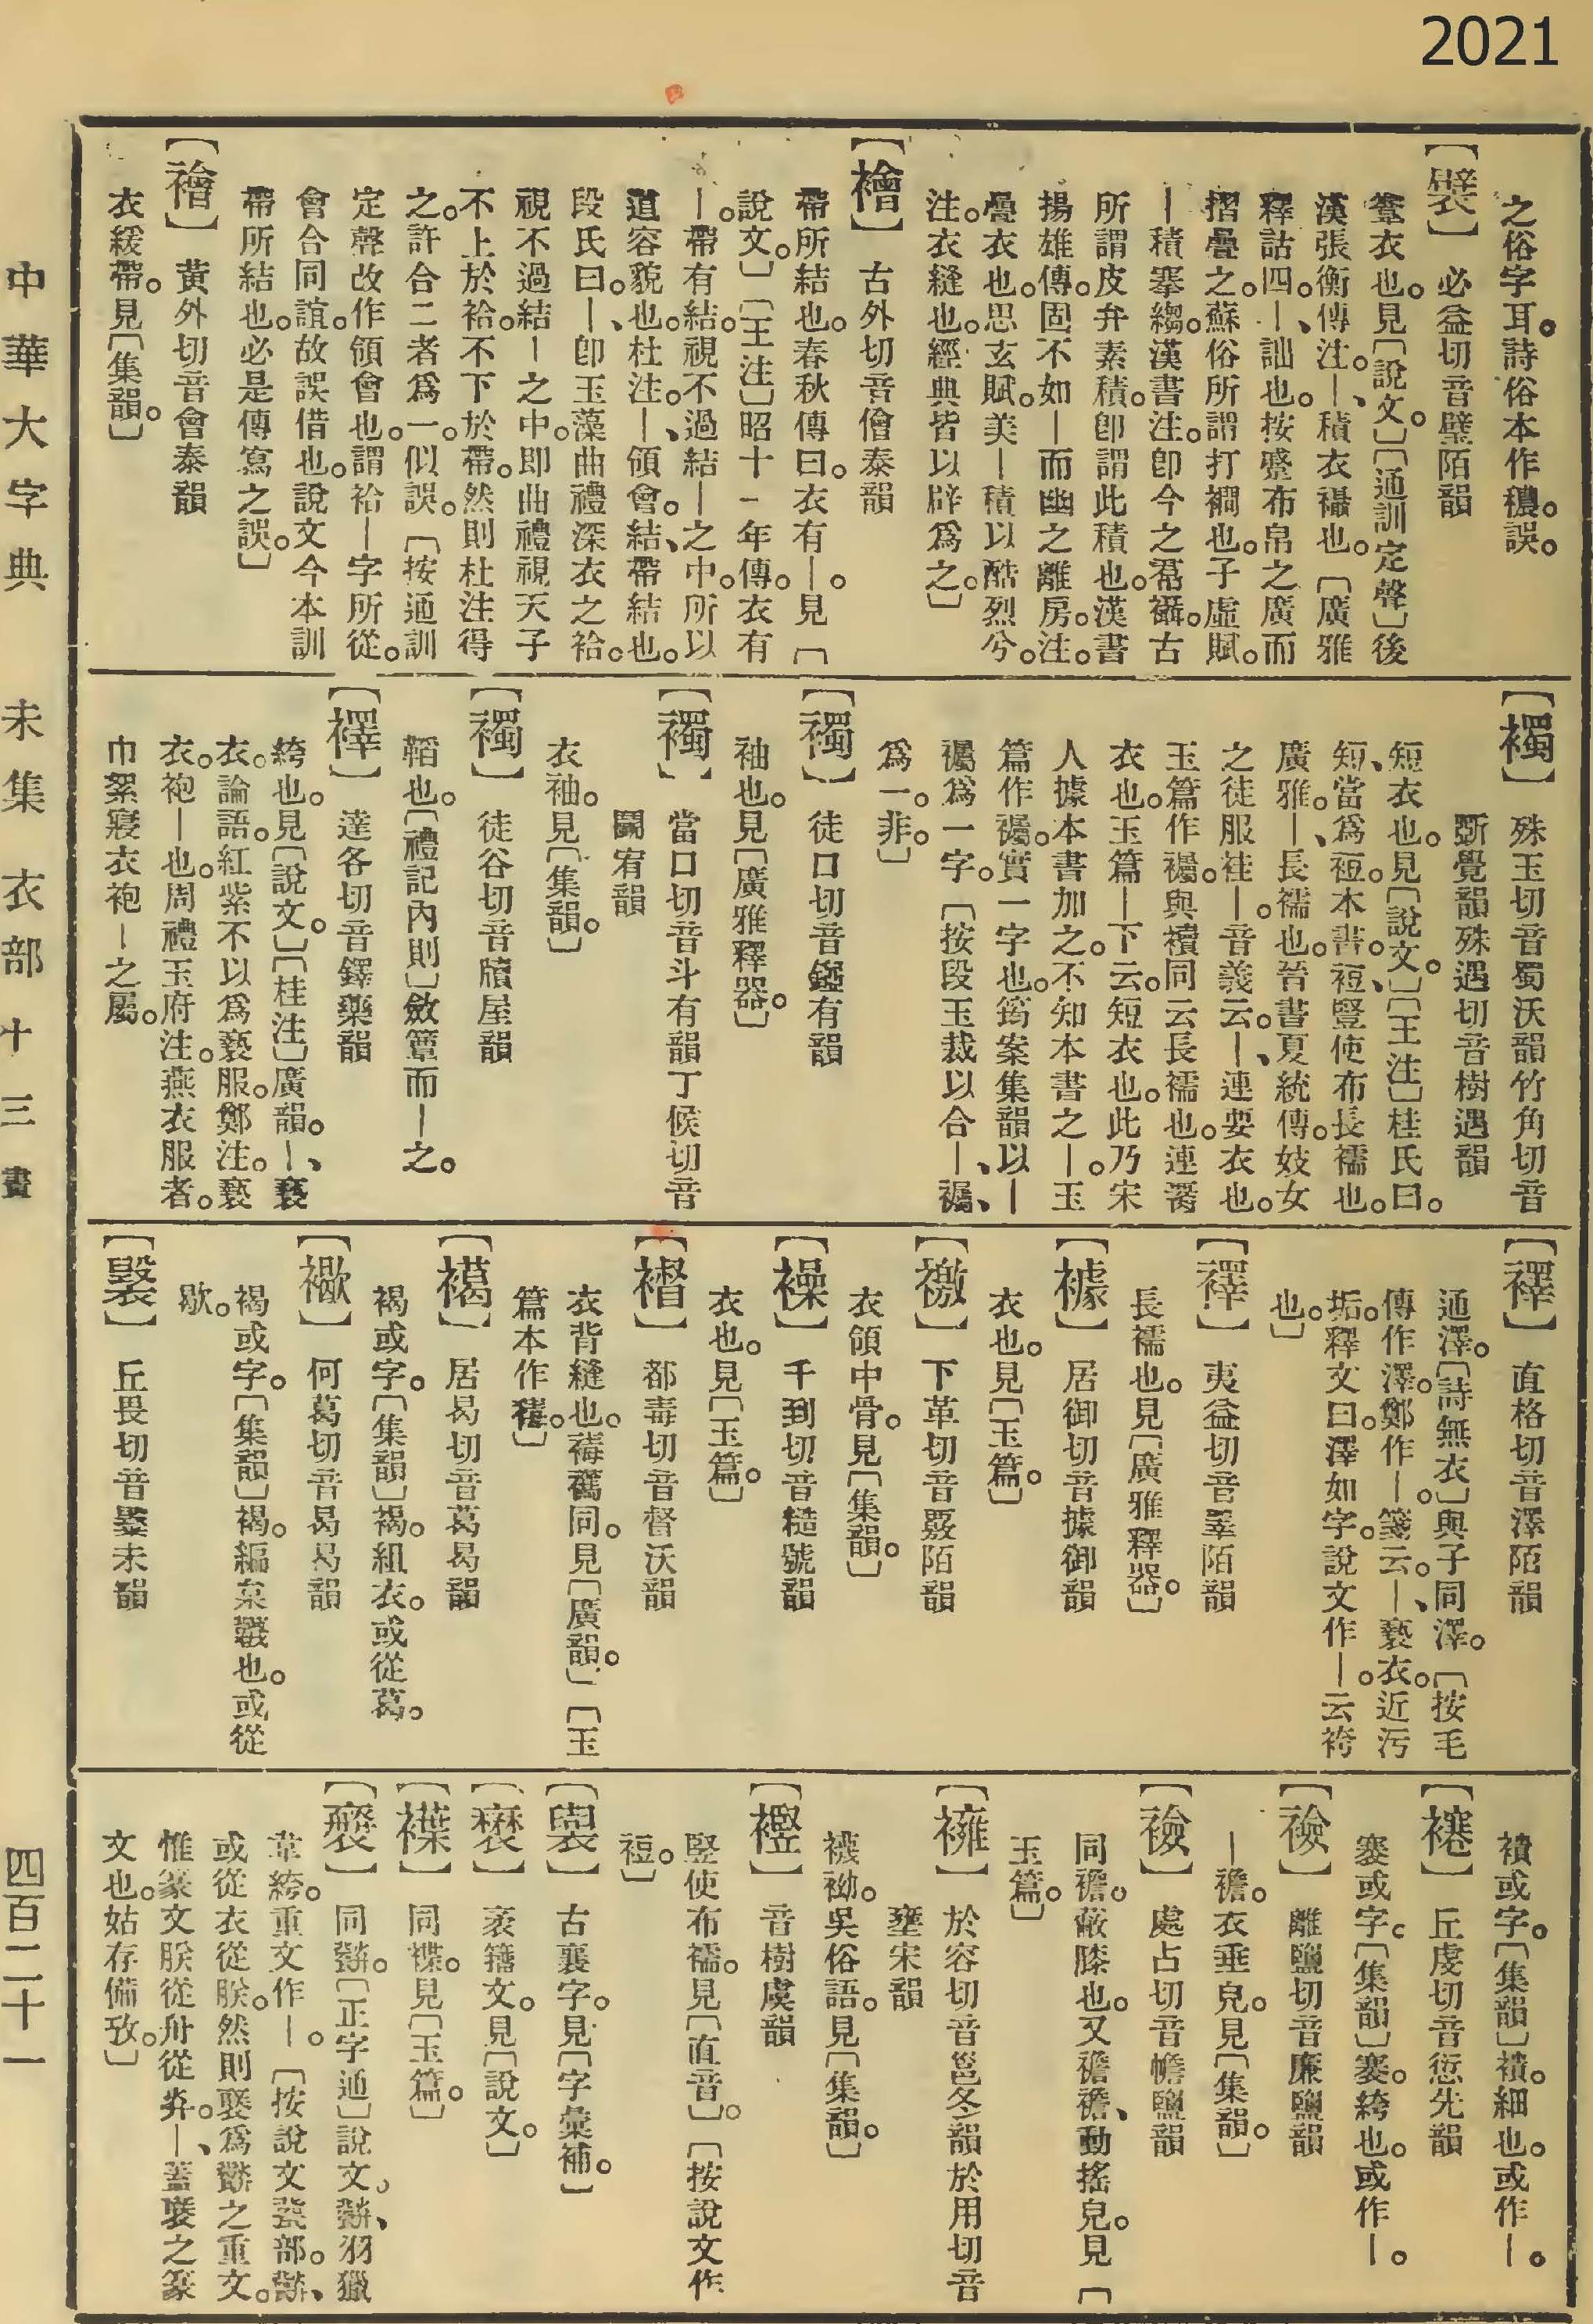 2021
之俗字耳。詩俗本作穠。誤。
【襞】必益切音璧陌韻
韏衣也。見〔說文。〕〔通訓定聲〕後
漢張衡傳注。—、積衣襵也。〔廣雅
釋詁四。—、詘也。按襞布帛之廣而
摺疊之。蘇俗所謂打襉也。子虛賦。
—積褰縐。漢書注。卽今之帬襵。古
所謂皮弁素積。卽謂此積也。漢書
揚雄傳。固不如—而幽之離房。注。
疊衣也。思玄賦。美—積以酷烈兮。
注。衣縫也。經典皆以辟爲之。〕
【襘】古外切音儈泰韻
帶所結也。春秋傳曰。衣有—。見〔
說文。〕〔王注〕昭十一年傳。衣有
—。帶有結。視不過結—之中。所以
道容貌也。杜注。—、領會。結、帶結也。
段氏曰。—、卽玉藻曲禮深衣之袷。
視不過結—之中。即曲禮視天子
不上於袷。不下於帶。然則杜注得
之。許合二者爲一。似誤。〔按通訓
定聲改作領會也。謂袷—字所從。
會合同誼。故誤借也。說文今本訓
帶所結也。必是傳寫之誤。〕
【襘】黃外切音會泰韻
衣緩帶。見〔集韻。〕
【襡】殊玉切音蜀沃韻竹角切音
斲覺韻殊遇切音樹遇韻
短衣也。見〔說文。〕〔王注〕桂氏曰。
短、當爲裋。本書。裋、豎使布長襦也。
廣雅。—、長襦也。晉書夏統傳。妓女
之徒服袿—。音義云。—、連要衣也。
玉篇作襦。與襩同。云長襦也。連𦝫
衣也。玉篇—下云。短衣也。此乃宋
人據本書加之。不知本書之—。玉
篇作襦。實一字也。筠案集韻以—
襦爲一字。〔按段玉裁以合—、襦、
爲一。非。〕
【襡】徒口切音鋀有韻
袖也。見〔廣雅釋器。〕
【襡】當口切音斗有韻丁候切音
鬭宥韻
衣袖。見〔集韻。〕
【襡】徒谷切音牘屋韻
韜也。〔禮記內則〕斂簟而—之。
【襗】達各切音鐸藥韻
絝也。見〔說文。〕〔桂注〕廣韻。—、褻
衣。論語。紅紫不以爲褻服。鄭注。褻
衣。袍—也。周禮玉府注。燕衣服者。
巾絮寢衣袍—之屬。
【襗】直格切音澤陌韻
通澤。〔詩無衣〕與子同澤。〔按毛
傳作澤。鄭作—。箋云。—、褻衣。近污
垢。釋文曰。澤如字。說文作—。云袴
也。〕
【襗】夷益切音睪陌韻
長襦也。見〔廣雅釋器。〕
【㯫】居御切音據御韻
衣也。見〔玉篇。〕
【襒】下革切音覈陌韻
衣領中骨。見〔集韻。〕
【襙】千到切音糙號韻
衣也。見〔玉篇。〕
【𧝴】都毒切音督沃韻
衣背縫也。同。見〔廣韻。〕〔玉
篇本作。〕
【𧞫】居曷切音葛曷韻
褐或字。〔集韻〕褐。組衣。或從葛。
【𧞩】何葛切音曷曷韻
褐或字。〔集韻〕褐。編枲韤也。或從
歇。
【䙡】丘畏切音未韻
襀或字。〔集韻〕襀。細也。或作—。
【𧞿】丘虔切音愆先韻
褰或字。〔集韻〕褰。絝也。或作—。
【襝】離鹽切音廉鹽韻
—襜。衣垂皃。見〔集韻。〕
【襝】處占切音幨鹽韻
同襜。蔽膝也。又襜襜、動搖皃。見〔
玉篇。〕
【㩲】於容切音邕冬韻於用切音
壅宋韻
襪袎。吳俗語。見〔集韻。〕
【𧞫】音樹虞韻
豎使布襦。見〔直音〕。〔按說文作
裋。〕
【𧞻】古襄字。見〔字彙補。〕
【𧞤】袤籀文。見〔說文。〕
【襍】同褋。見〔玉篇。〕
【𧞷】同。〔正字通〕說文。羽獵
韋絝。重文作—。〔按說文㼱部。
或從衣從朕。然則爲之重文。
惟篆文朕從舟從灷。—、蓋之篆
文也。姑存備攷。〕
中華大字典　未集　衣部　十三畫　四百二十一